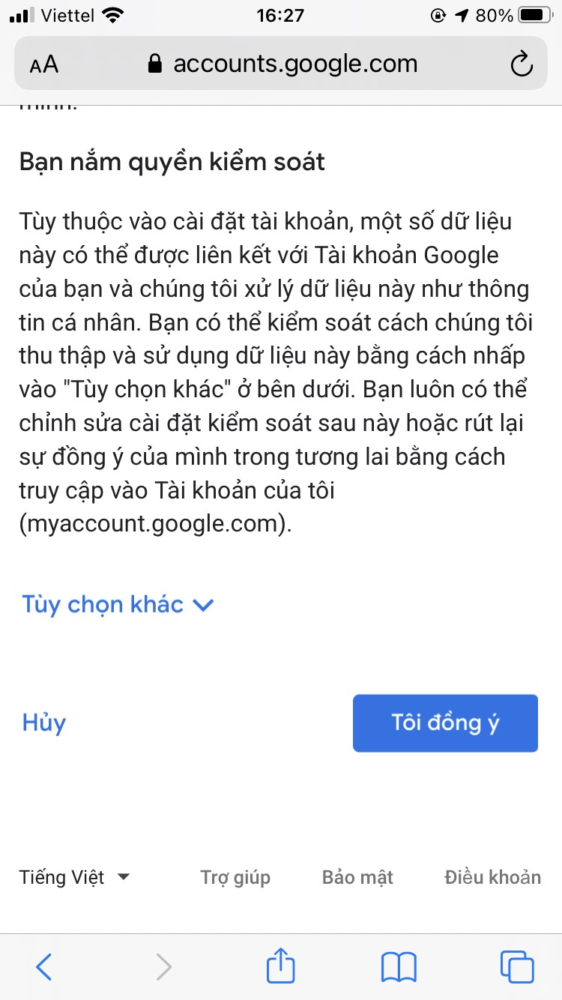 Viettel 16:27 80%
AA accounts.google.com
Bạn nắm quyền kiểm soát
Tùy thuộc vào cài đặt tài khoản, một số dữ liệu
này có thể được liên kết với Tài khoản Google
của bạn và chúng tôi xử lý dữ liệu này như thông
tin cá nhân. Bạn có thể kiểm soát cách chúng tôi
thu thập và sử dụng dữ liệu này bằng cách nhấp
vào "Tùy chọn khác" ở bên dưới. Bạn luôn có thể
chỉnh sửa cài đặt kiểm soát sau này hoặc rút lại
sự đồng ý của mình trong tương lai bằng cách
truy cập vào Tài khoản của tôi
(myaccount.google.com).
Tùy chọn khác
Hủy Tôi đồng ý
Tiếng Việt Trợ giúp Bảo mật Điều khoản